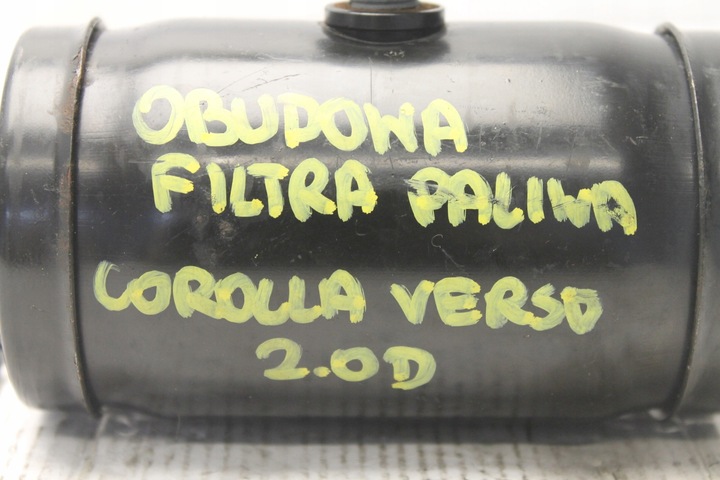 OBUDOWA
FILTRA PALIWA
COROLLA VERSO
2.0D